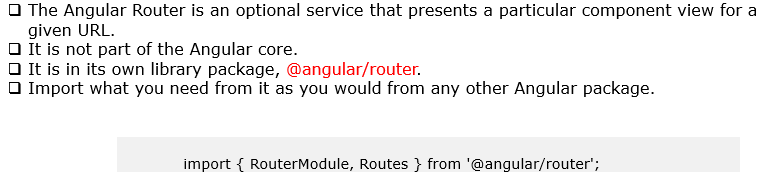 ❑ The Angular Router is an optional service that presents a particular component view for a
given URL.
❑ It is not part of the Angular core.
❑ It is in its own library package, @angular/router.
❑ Import what you need from it as you would from any other Angular package.
import { RouterModule, Routes } from '@angular/router';